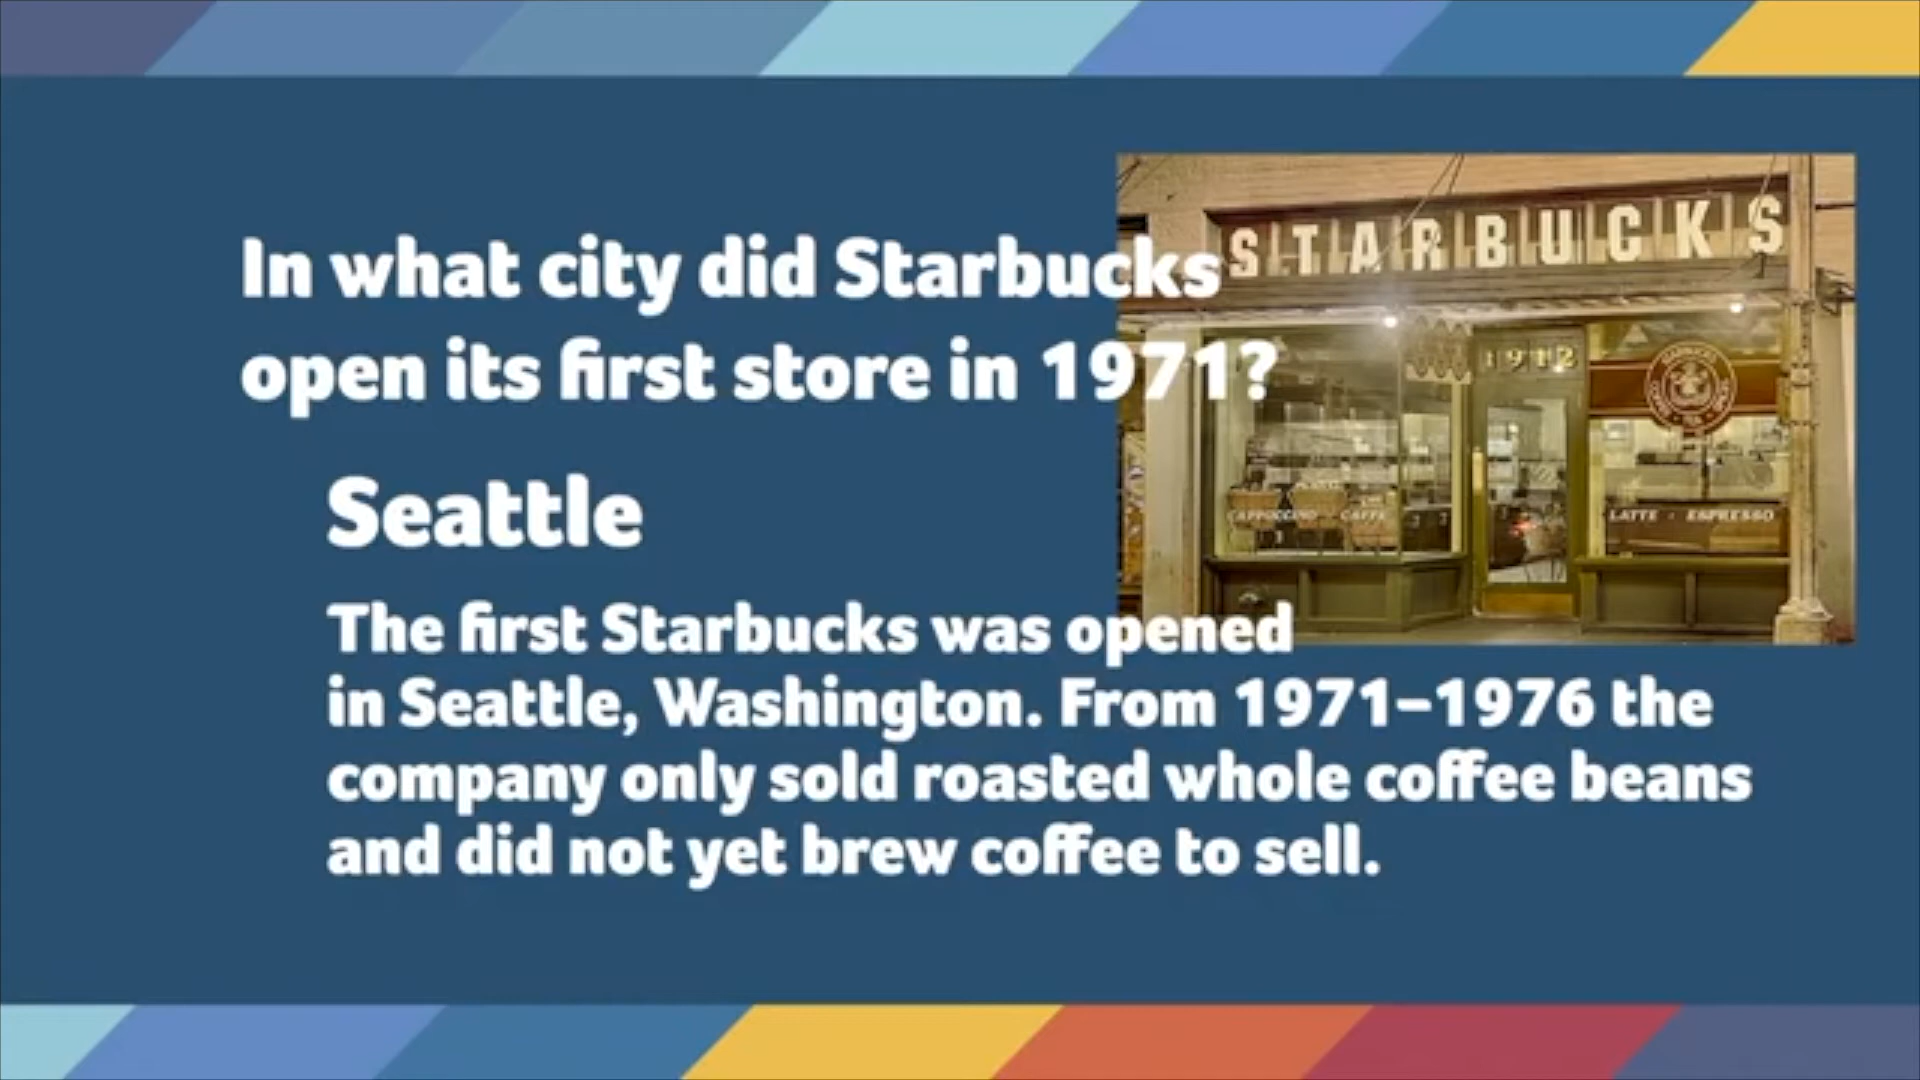 In what city did Starbucks
open its first store in 1971?
STARBUCKS
1912
Seattle
CAPPUCCINO CAFFE
LATTE · ESPRESSO
The first Starbucks was opened
in Seattle, Washington. From 1971–1976 the
company only sold roasted whole coffee beans
and did not yet brew coffee to sell.